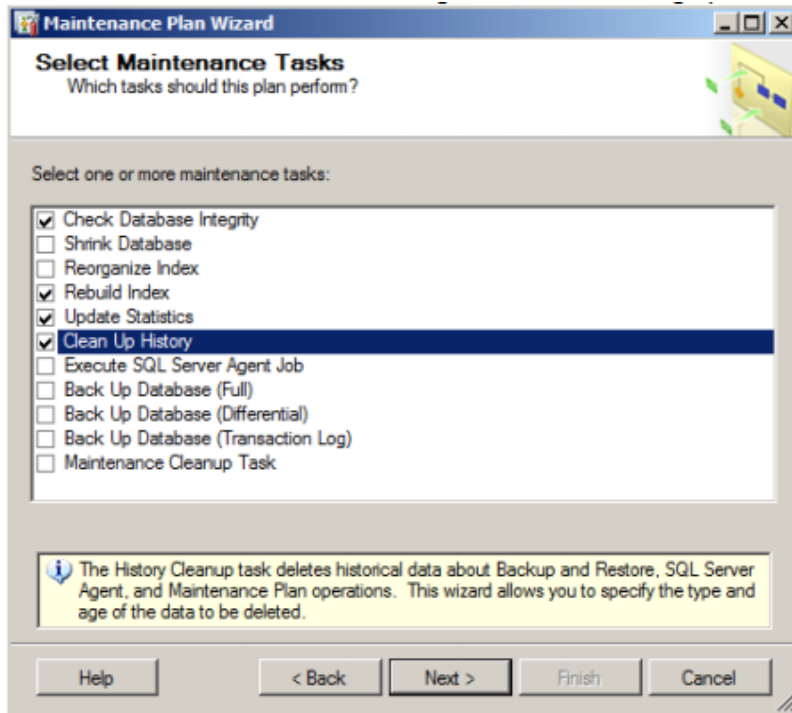 Maintenance Plan Wizard
Select Maintenance Tasks
Which tasks should this plan perform?
Select one or more maintenance tasks:
Check Database Integrity
Shrink Database
Reorganize Index
Rebuild Index
Update Statistics
Clean Up History
Execute SQL Server Agent Job
Back Up Database (Full)
Back Up Database (Differential)
Back Up Database (Transaction Log)
Maintenance Cleanup Task
The History Cleanup task deletes historical data about Backup and Restore, SQL Server
Agent, and Maintenance Plan operations. This wizard allows you to specify the type and
age of the data to be deleted.
Help
< Back
Next >
Finish
Cancel